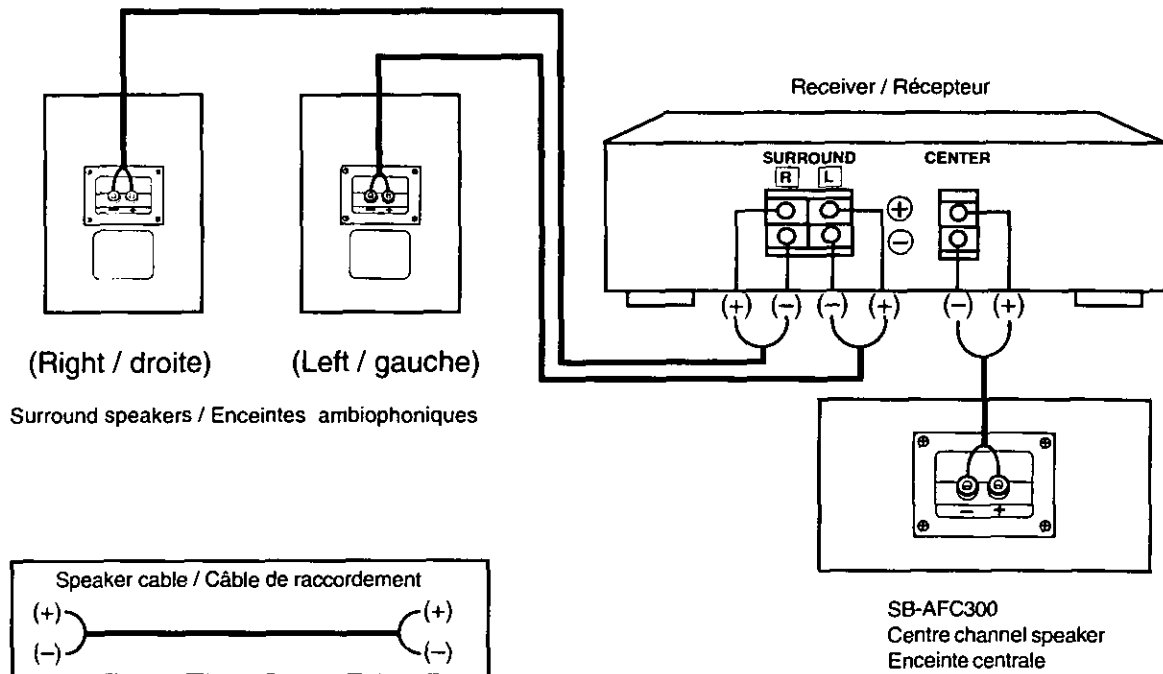 Receiver / Récepteur
SURROUND CENTER
R L
+
−
− +
− +
(+) (−) (−) (+) (−) (+)
(Right / droite) (Left / gauche)
Surround speakers / Enceintes ambiophoniques
− +
Speaker cable / Câble de raccordement
(+) (+)
(−) (−)
SB-AFC300
Centre channel speaker
Enceinte centrale